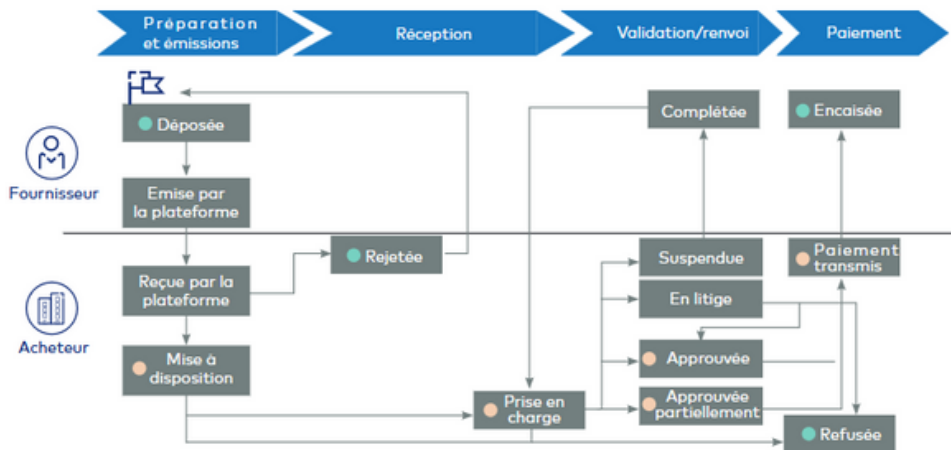 Préparation
et émissions
Réception
Validation/renvoi
Paiement
Déposée
Complétée
Encaisée
Fournisseur
Emise par
la plateforme
Rejetée
Suspendue
Paiement
transmis
Reçue par la
plateforme
En litige
Acheteur
Mise à
disposition
Approuvée
Prise en
charge
Approuvée
partiellement
Refusée